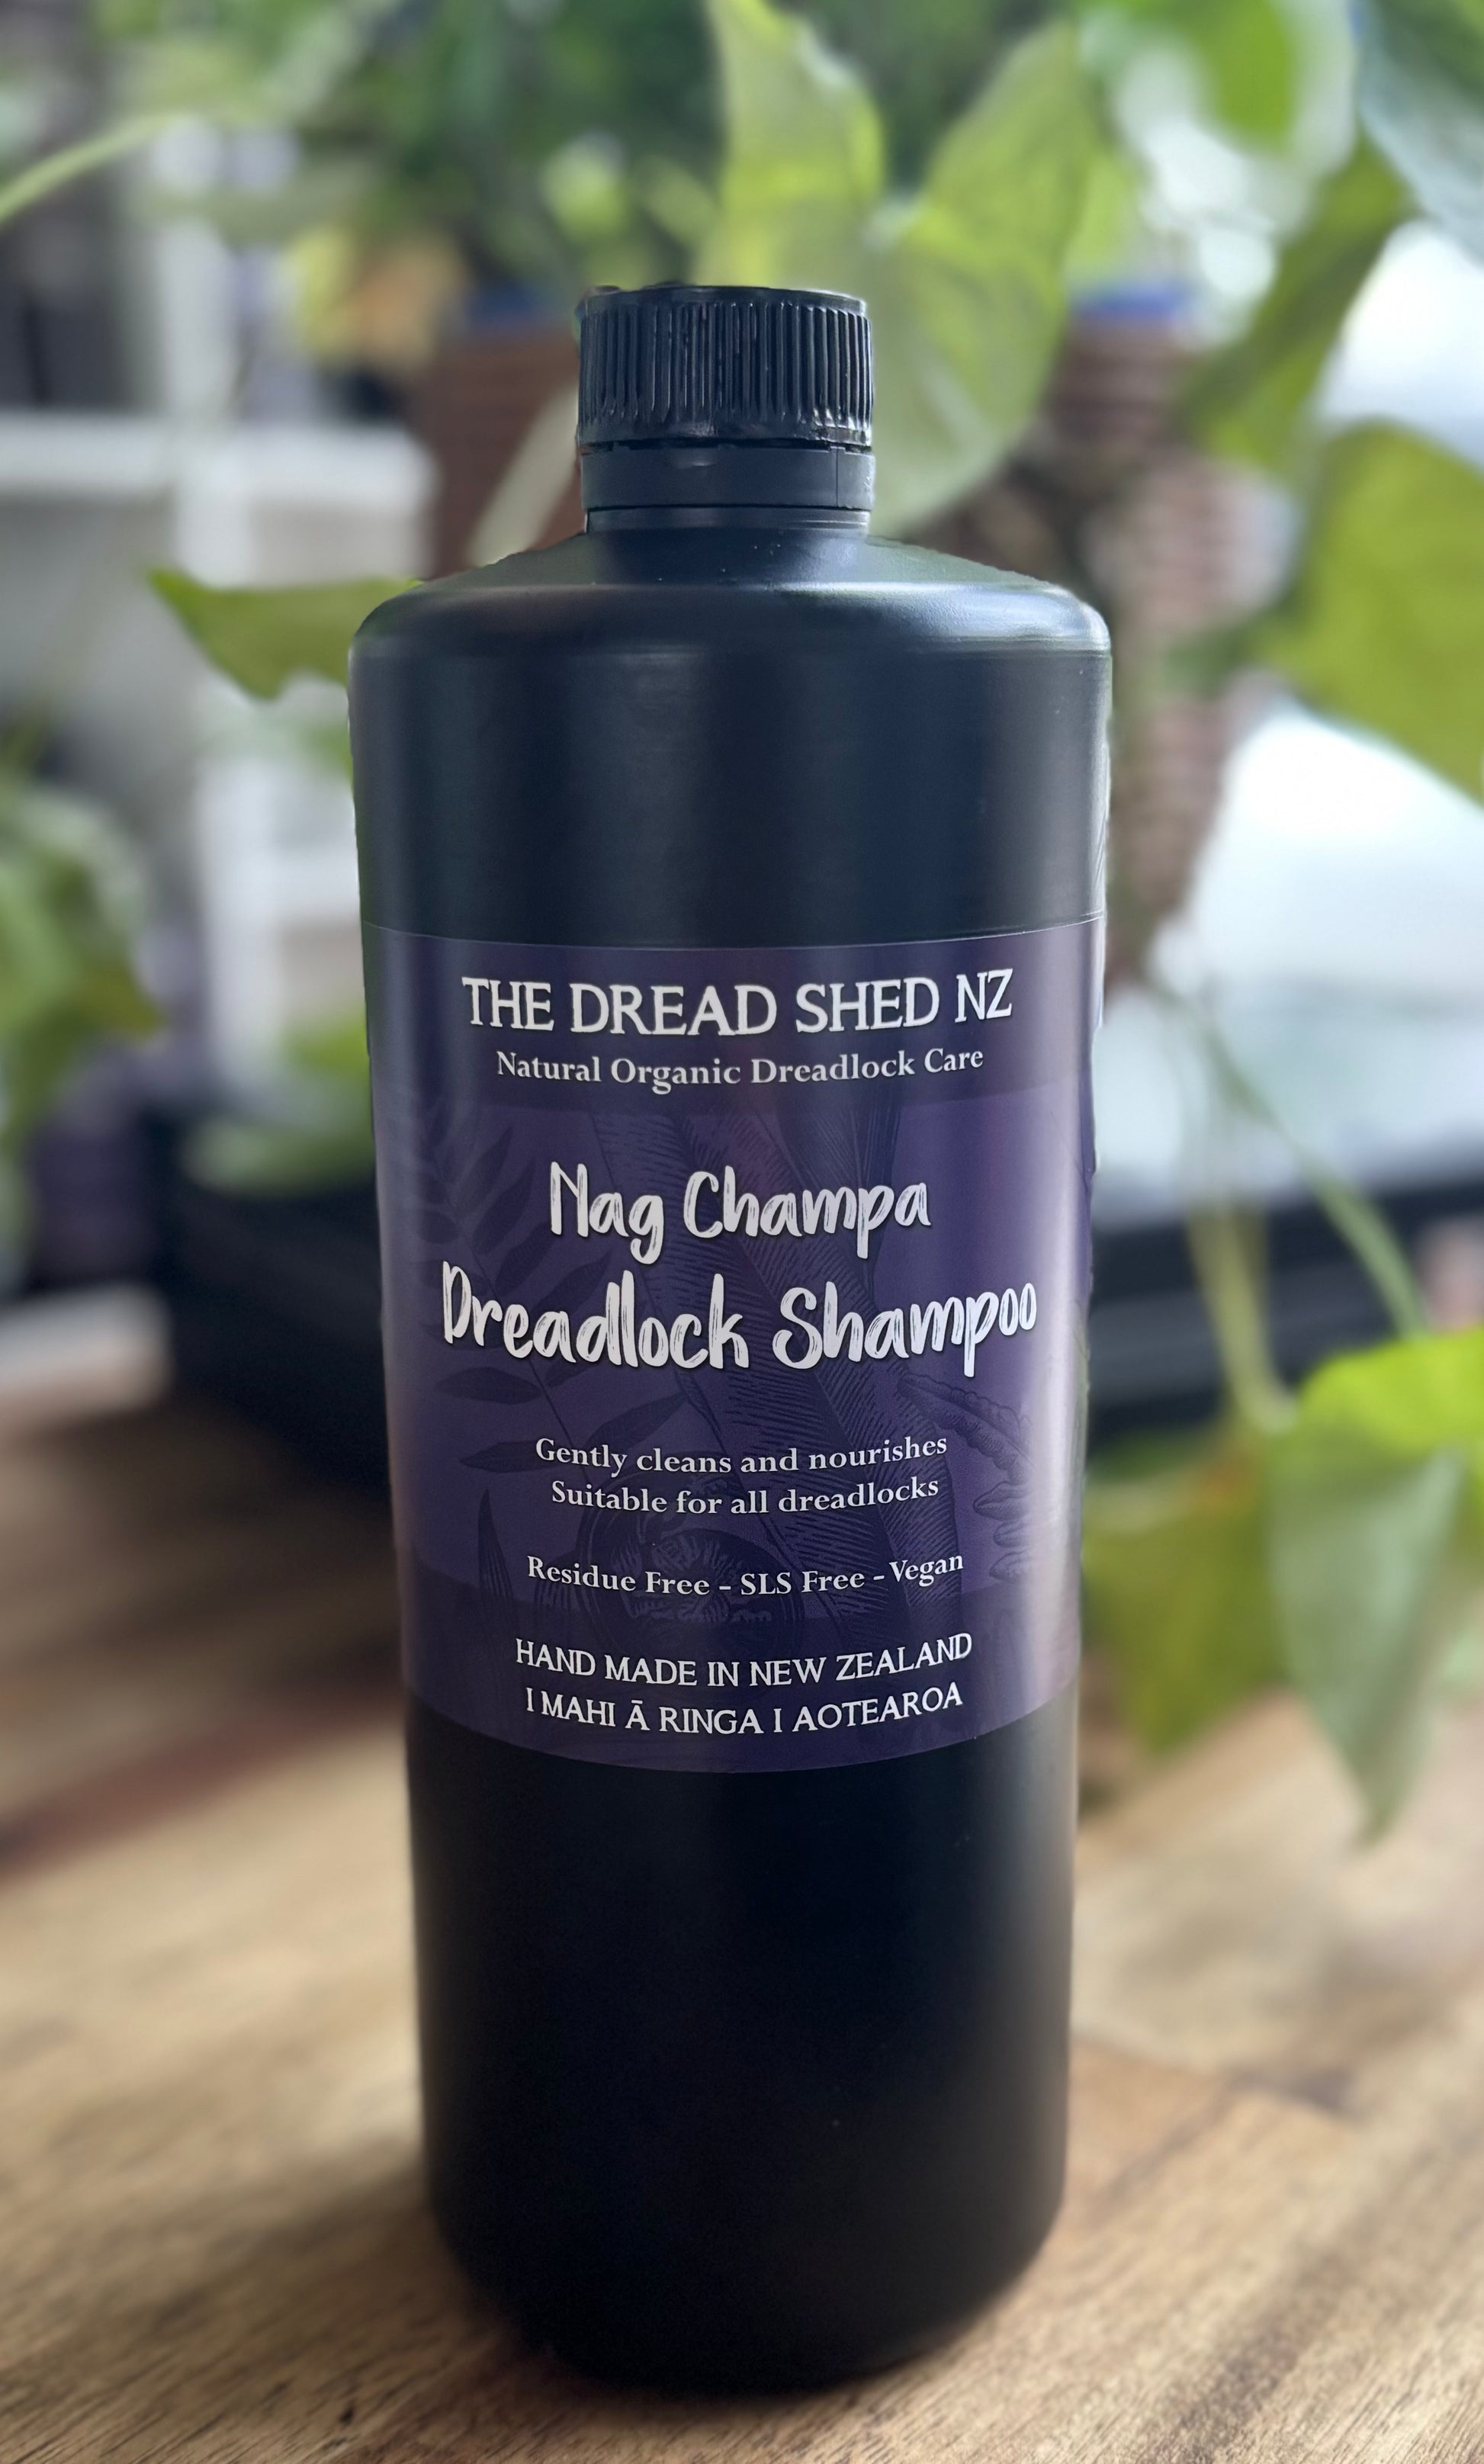 THE DREAD SHED NZ
Natural Organic Dreadlock Care
Nag Champa
Dreadlock Shampoo
Gently cleans and nourishes
Suitable for all dreadlocks
Residue Free - SLS Free - Vegan
HAND MADE IN NEW ZEALAND
I MAHI Ā RINGA I AOTEAROA